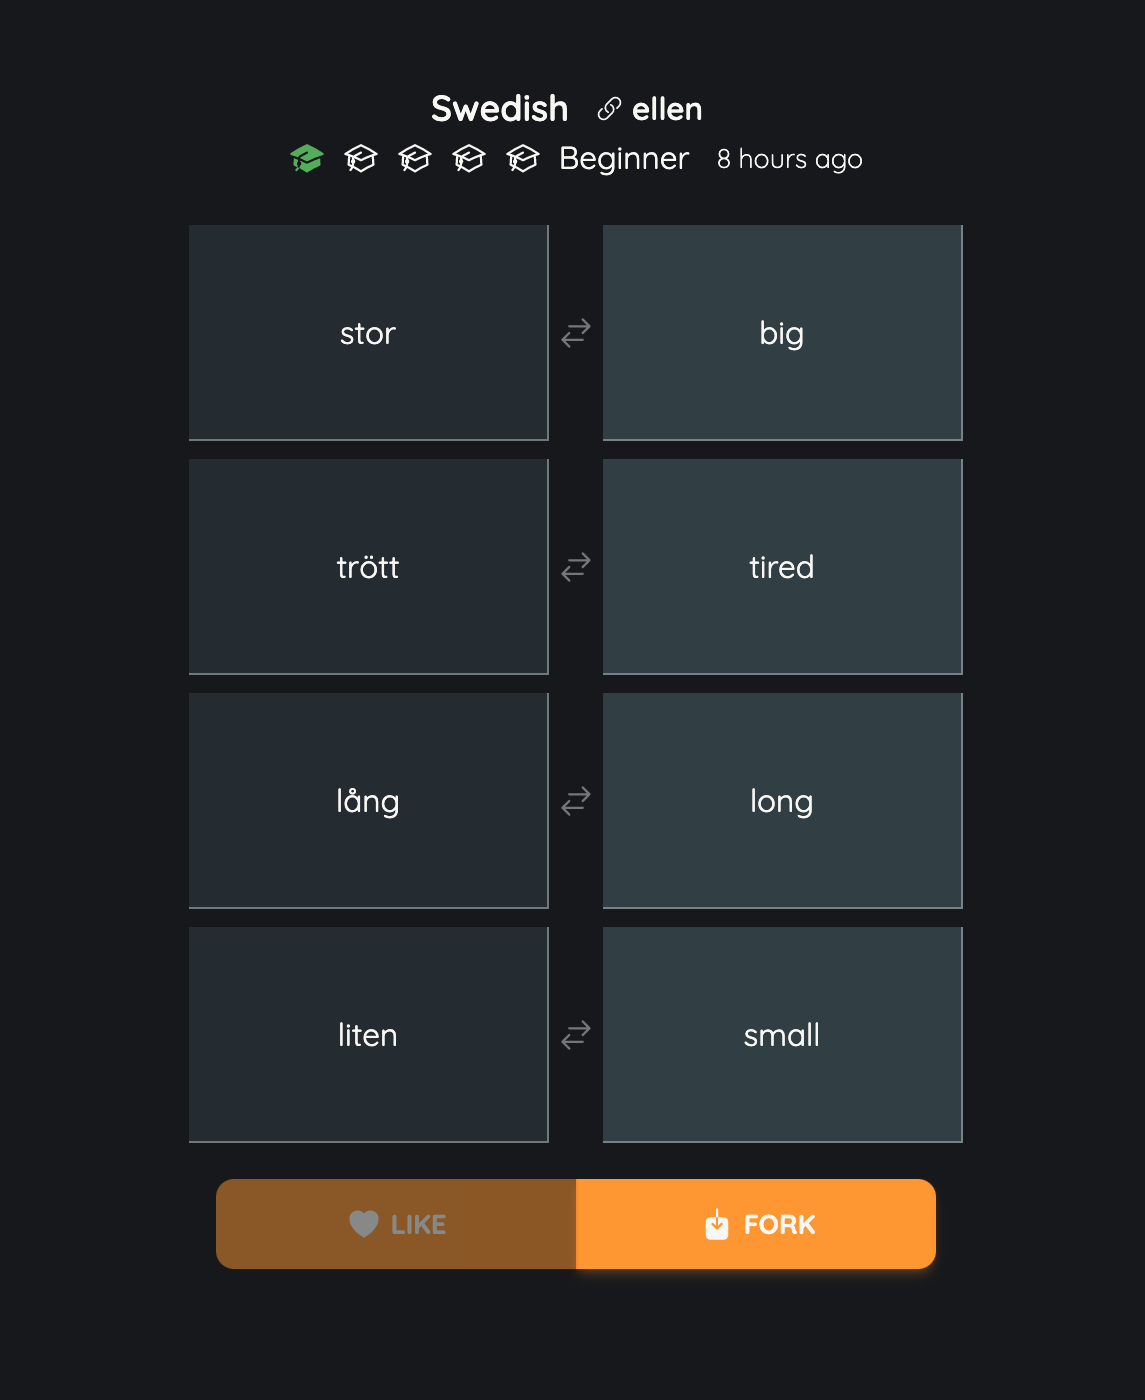 Swedish ellen
Beginner 8 hours ago
stor big
trött tired
lång long
liten small
LIKE FORK